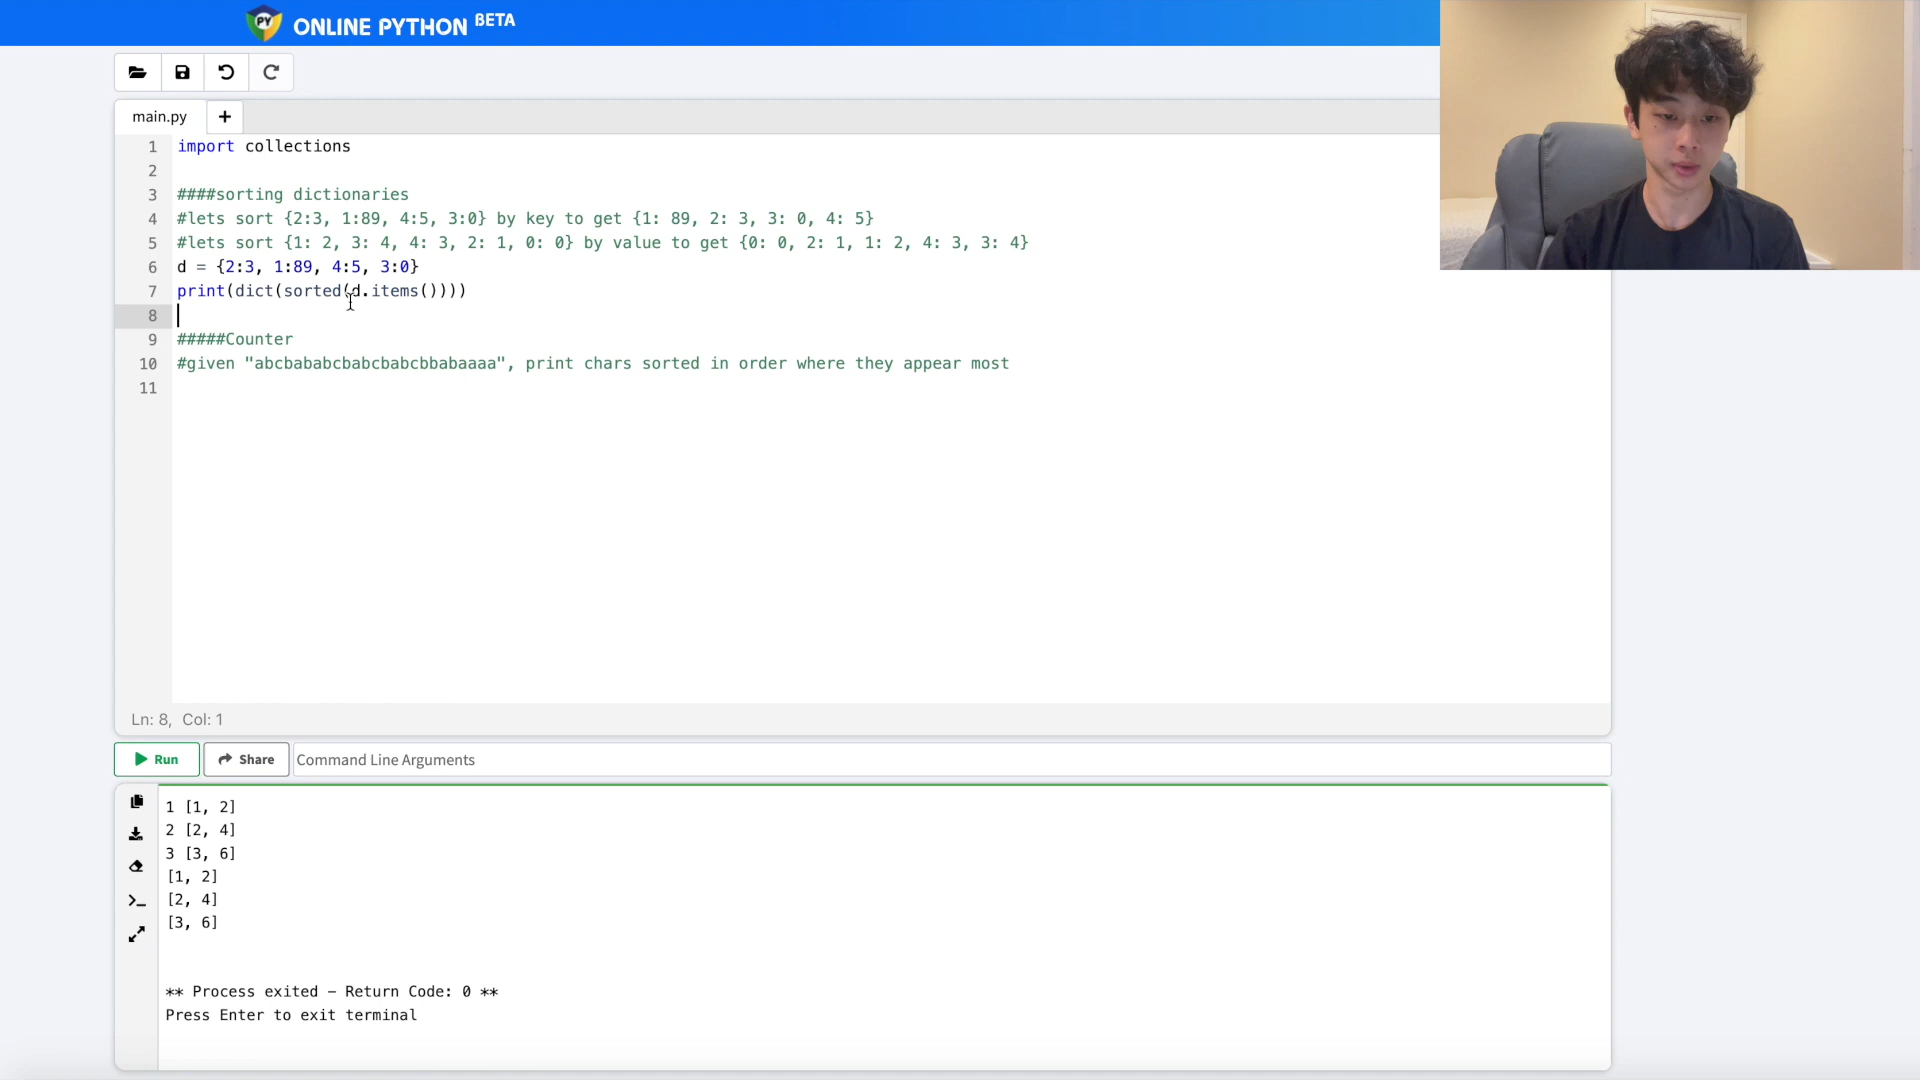 PY ONLINE PYTHON BETA
main.py +
1 import collections
2
3 ####sorting dictionaries
4 #lets sort {2:3, 1:89, 4:5, 3:0} by key to get {1: 89, 2: 3, 3: 0, 4: 5}
5 #lets sort {1: 2, 3: 4, 4: 3, 2: 1, 0: 0} by value to get {0: 0, 2: 1, 1: 2, 4: 3, 3: 4}
6 d = {2:3, 1:89, 4:5, 3:0}
7 print(dict(sorted(d.items())))
8
9 #####Counter
10 #given "abcbababcbabcbabcbbabaaaa", print chars sorted in order where they appear most
11
Ln: 8, Col: 1
Run Share Command Line Arguments
1 [1, 2]
2 [2, 4]
3 [3, 6]
[1, 2]
[2, 4]
[3, 6]
** Process exited - Return Code: 0 **
Press Enter to exit terminal